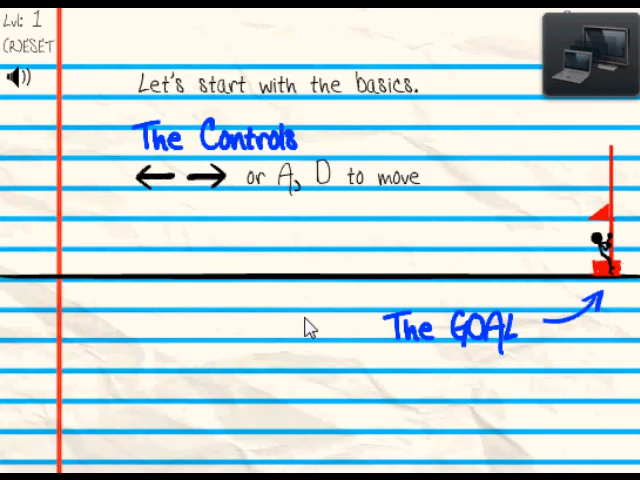 Lvl: 1
(R)ESET
Let's start with the basics.
The Controls
or A, D to move
The GOAL